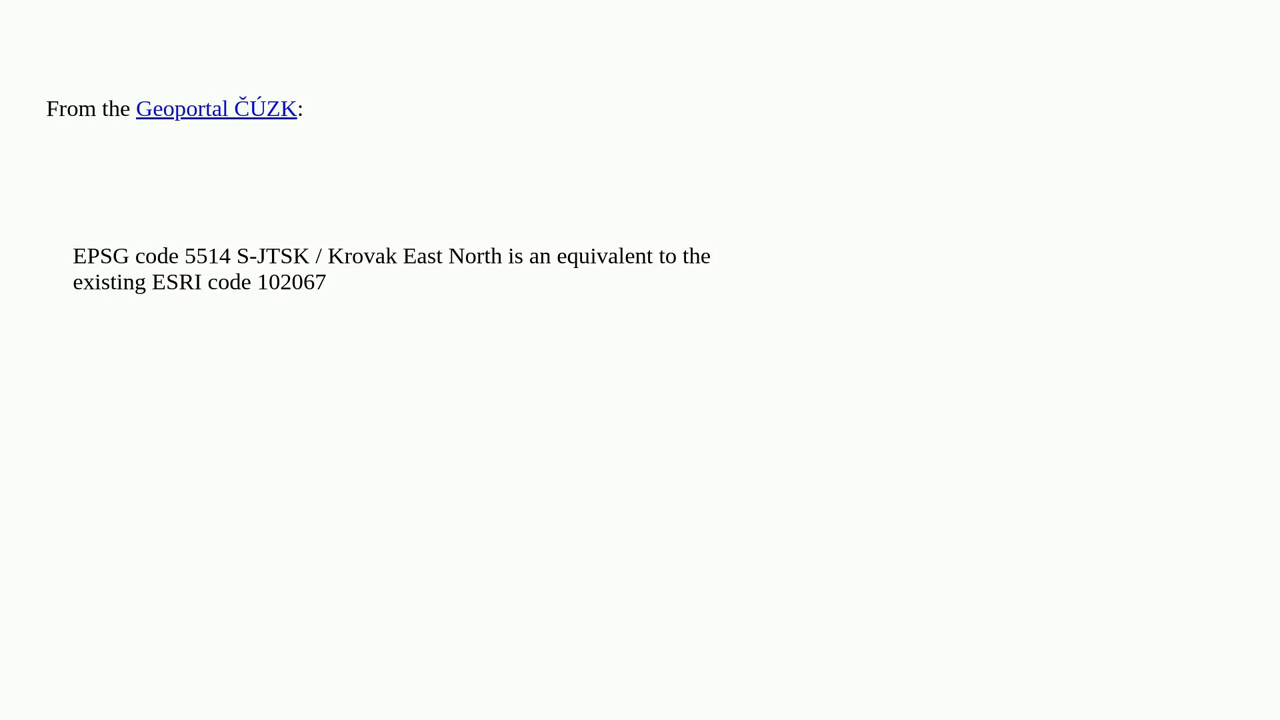 From the Geoportal ČÚZK:
EPSG code 5514 S-JTSK / Krovak East North is an equivalent to the
existing ESRI code 102067